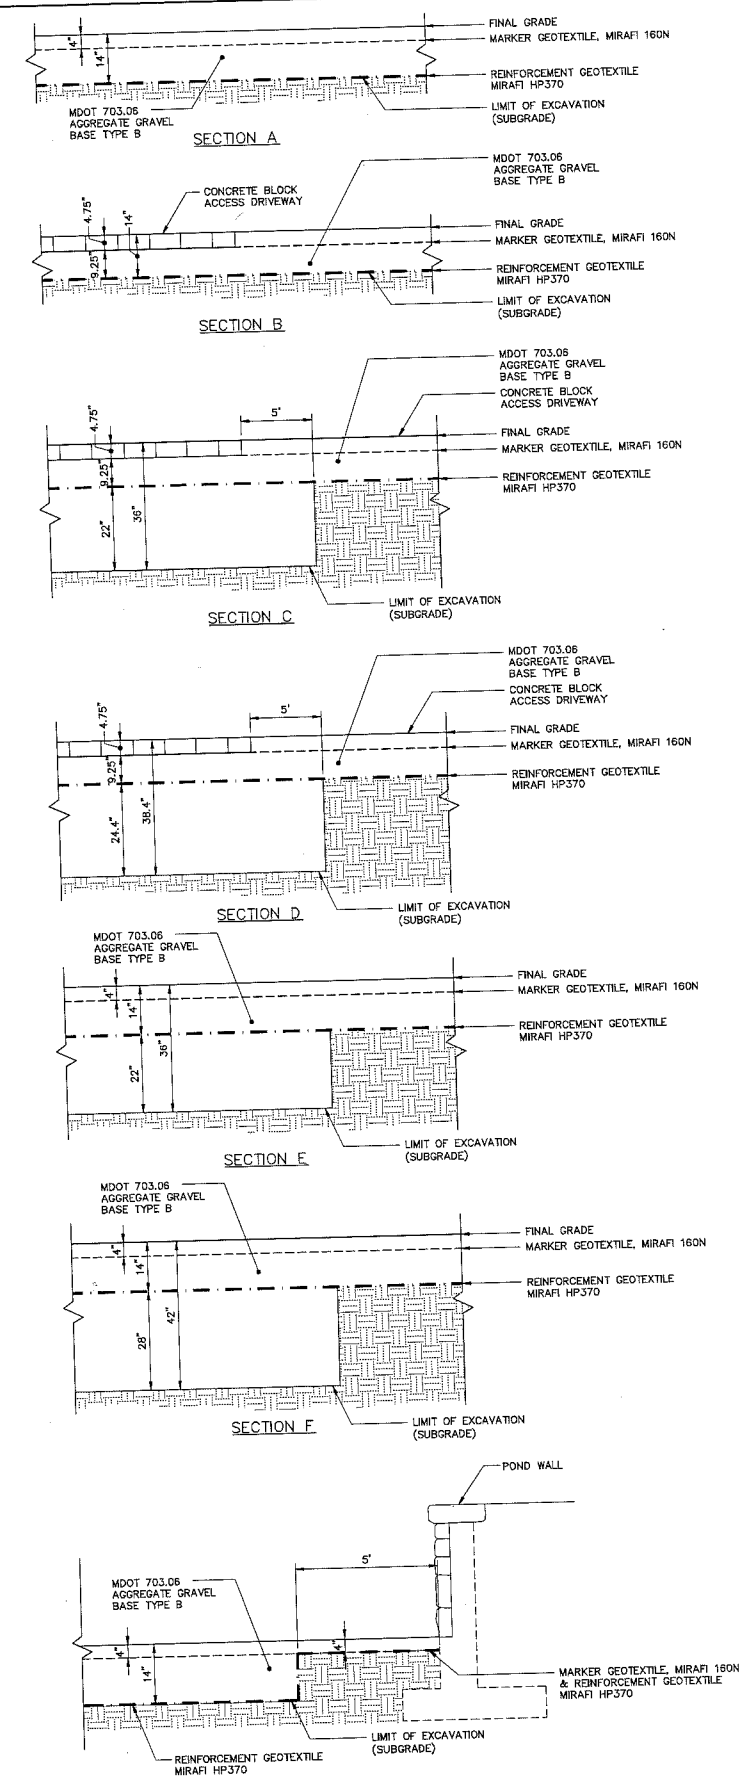 FINAL GRADE
MARKER GEOTEXTILE, MIRAFI 160N
4"
14"
REINFORCEMENT GEOTEXTILE
MIRAFI HP370
MDOT 703.06
AGGREGATE GRAVEL
BASE TYPE B
LIMIT OF EXCAVATION
(SUBGRADE)
SECTION A
MDOT 703.06
AGGREGATE GRAVEL
BASE TYPE B
CONCRETE BLOCK
ACCESS DRIVEWAY
4.75"
14"
9.25"
FINAL GRADE
MARKER GEOTEXTILE, MIRAFI 160N
REINFORCEMENT GEOTEXTILE
MIRAFI HP370
LIMIT OF EXCAVATION
(SUBGRADE)
SECTION B
MDOT 703.06
AGGREGATE GRAVEL
BASE TYPE B
CONCRETE BLOCK
ACCESS DRIVEWAY
4.75"
5'
FINAL GRADE
MARKER GEOTEXTILE, MIRAFI 160N
9.25"
REINFORCEMENT GEOTEXTILE
MIRAFI HP370
22"
36"
LIMIT OF EXCAVATION
(SUBGRADE)
SECTION C
MDOT 703.06
AGGREGATE GRAVEL
BASE TYPE B
CONCRETE BLOCK
ACCESS DRIVEWAY
4.75"
5'
FINAL GRADE
MARKER GEOTEXTILE, MIRAFI 160N
9.25"
REINFORCEMENT GEOTEXTILE
MIRAFI HP370
24.4"
38.4"
LIMIT OF EXCAVATION
(SUBGRADE)
SECTION D
MDOT 703.06
AGGREGATE GRAVEL
BASE TYPE B
FINAL GRADE
MARKER GEOTEXTILE, MIRAFI 160N
4"
14"
REINFORCEMENT GEOTEXTILE
MIRAFI HP370
36"
22"
LIMIT OF EXCAVATION
(SUBGRADE)
SECTION E
MDOT 703.06
AGGREGATE GRAVEL
BASE TYPE B
FINAL GRADE
MARKER GEOTEXTILE, MIRAFI 160N
4"
14"
REINFORCEMENT GEOTEXTILE
MIRAFI HP370
42"
28"
LIMIT OF EXCAVATION
(SUBGRADE)
SECTION F
POND WALL
5'
MDOT 703.06
AGGREGATE GRAVEL
BASE TYPE B
4"
4"
14"
MARKER GEOTEXTILE, MIRAFI 160N
& REINFORCEMENT GEOTEXTILE
MIRAFI HP370
LIMIT OF EXCAVATION
(SUBGRADE)
REINFORCEMENT GEOTEXTILE
MIRAFI HP370